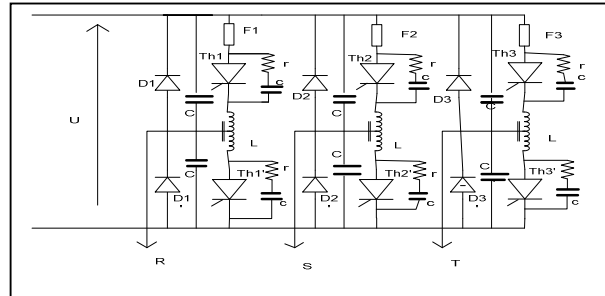 F1 F2 F3
Th1 r Th2 r Th3 r
D1 c D2 c D3 c
U C C C
L L L
C r C r C r
Th1' Th2' Th3'
D1' c D2' c D3' c
R S T